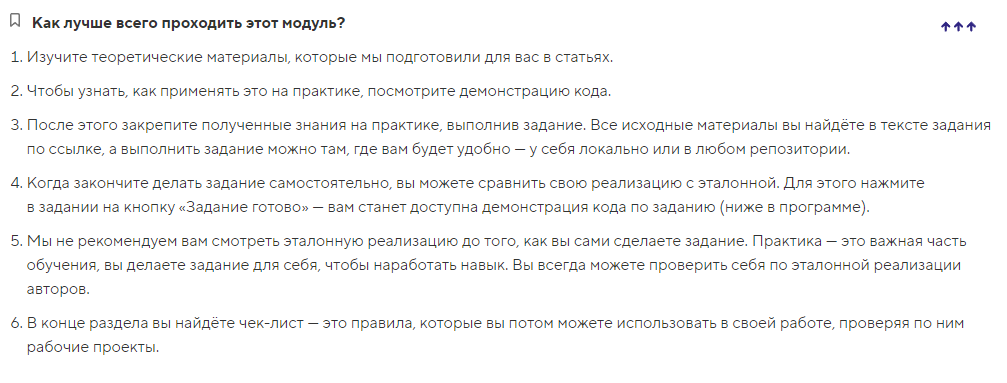 Как лучше всего проходить этот модуль?
1. Изучите теоретические материалы, которые мы подготовили для вас в статьях.
2. Чтобы узнать, как применять это на практике, посмотрите демонстрацию кода.
3. После этого закрепите полученные знания на практике, выполнив задание. Все исходные материалы вы найдёте в тексте задания
по ссылке, а выполнить задание можно там, где вам будет удобно — у себя локально или в любом репозитории.
4. Когда закончите делать задание самостоятельно, вы можете сравнить свою реализацию с эталонной. Для этого нажмите
в задании на кнопку «Задание готово» — вам станет доступна демонстрация кода по заданию (ниже в программе).
5. Мы не рекомендуем вам смотреть эталонную реализацию до того, как вы сами сделаете задание. Практика — это важная часть
обучения, вы делаете задание для себя, чтобы наработать навык. Вы всегда можете проверить себя по эталонной реализации
авторов.
6. В конце раздела вы найдёте чек-лист — это правила, которые вы потом можете использовать в своей работе, проверяя по ним
рабочие проекты.